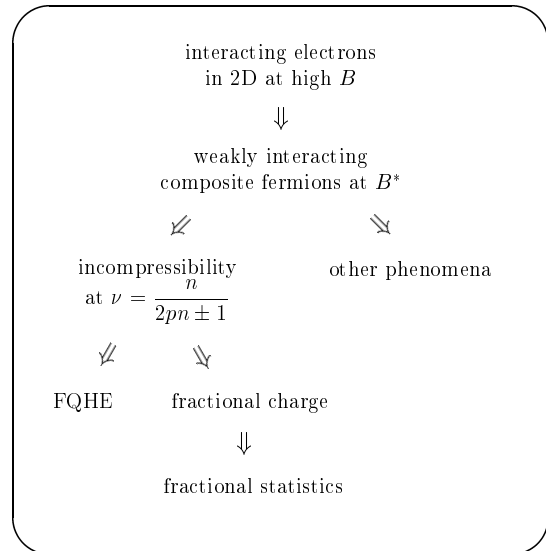 interacting electrons
in 2D at high B
⇓
weakly interacting
composite fermions at B*
⇙ ⇘
incompressibility other phenomena
at ν = n/(2pn ± 1)
⇙ ⇘
FQHE fractional charge
⇓
fractional statistics